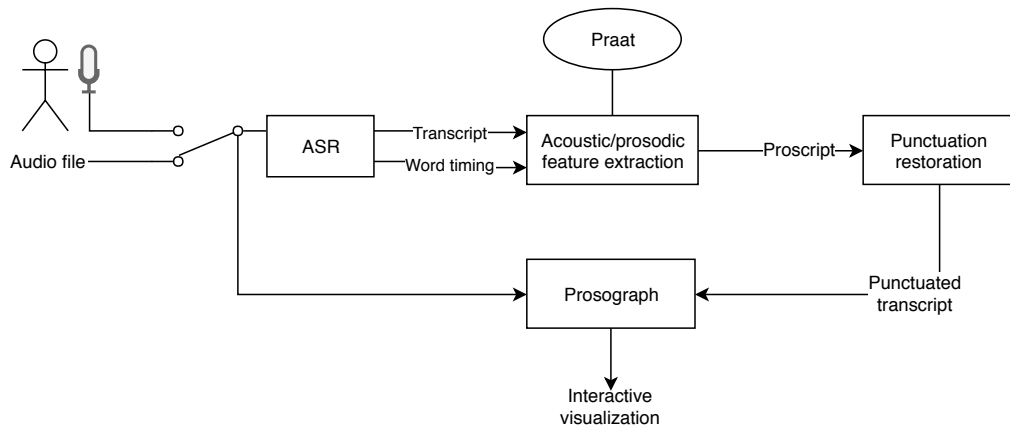 Praat
Audio file
ASR
Transcript
Word timing
Acoustic/prosodic
feature extraction
Proscript
Punctuation
restoration
Prosograph
Punctuated
transcript
Interactive
visualization